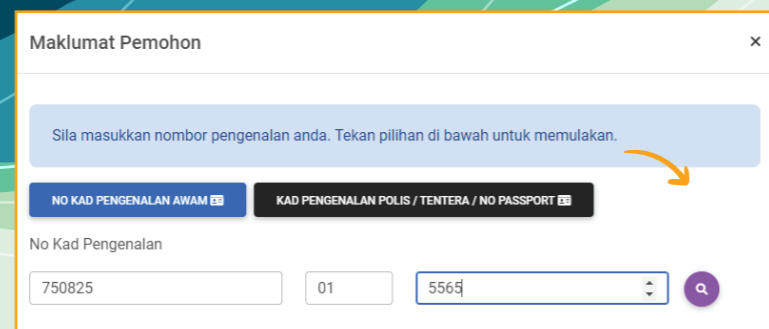 Maklumat Pemohon
Sila masukkan nombor pengenalan anda. Tekan pilihan di bawah untuk memulakan.
NO KAD PENGENALAN AWAM
KAD PENGENALAN POLIS / TENTERA / NO PASSPORT
No Kad Pengenalan
750825 01 5565